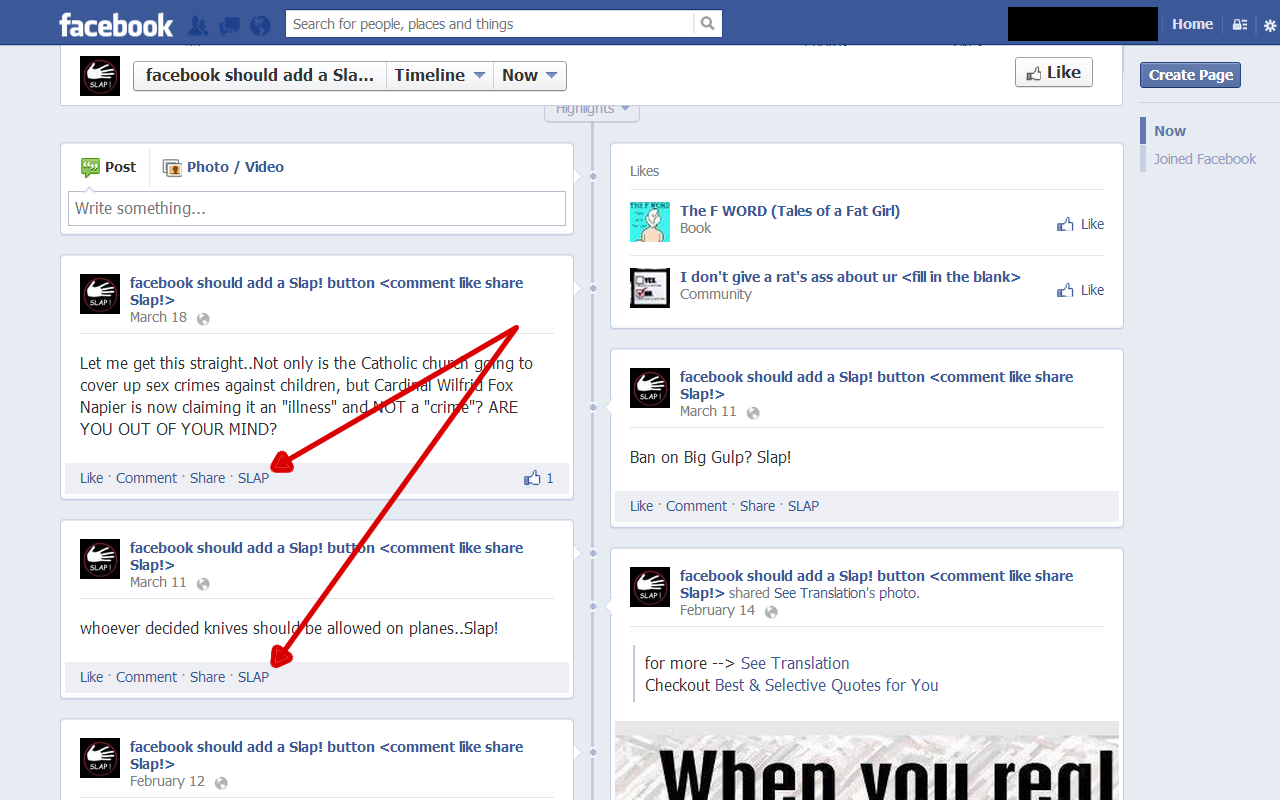 facebook
Search for people, places and things
Home
SLAP!
facebook should add a Sla...
Timeline
Now
Like
Create Page
Highlights
Now
Joined Facebook
Post
Photo / Video
Write something...
SLAP!
facebook should add a Slap! button <comment like share
Slap!>
March 18
Let me get this straight..Not only is the Catholic church going to
cover up sex crimes against children, but Cardinal Wilfrid Fox
Napier is now claiming it an "illness" and NOT a "crime"? ARE
YOU OUT OF YOUR MIND?
Like · Comment · Share · SLAP
1
SLAP!
facebook should add a Slap! button <comment like share
Slap!>
March 11
whoever decided knives should be allowed on planes..Slap!
Like · Comment · Share · SLAP
SLAP!
facebook should add a Slap! button <comment like share
Slap!>
February 12
Likes
THE F WORD
The F WORD (Tales of a Fat Girl)
Book
Like
YES.
NO.
I don't give a rat's ass about ur <fill in the blank>
Community
Like
SLAP!
facebook should add a Slap! button <comment like share
Slap!>
March 11
Ban on Big Gulp? Slap!
Like · Comment · Share · SLAP
SLAP!
facebook should add a Slap! button <comment like share
Slap!> shared See Translation's photo.
February 14
for more --> See Translation
Checkout Best & Selective Quotes for You
When you real